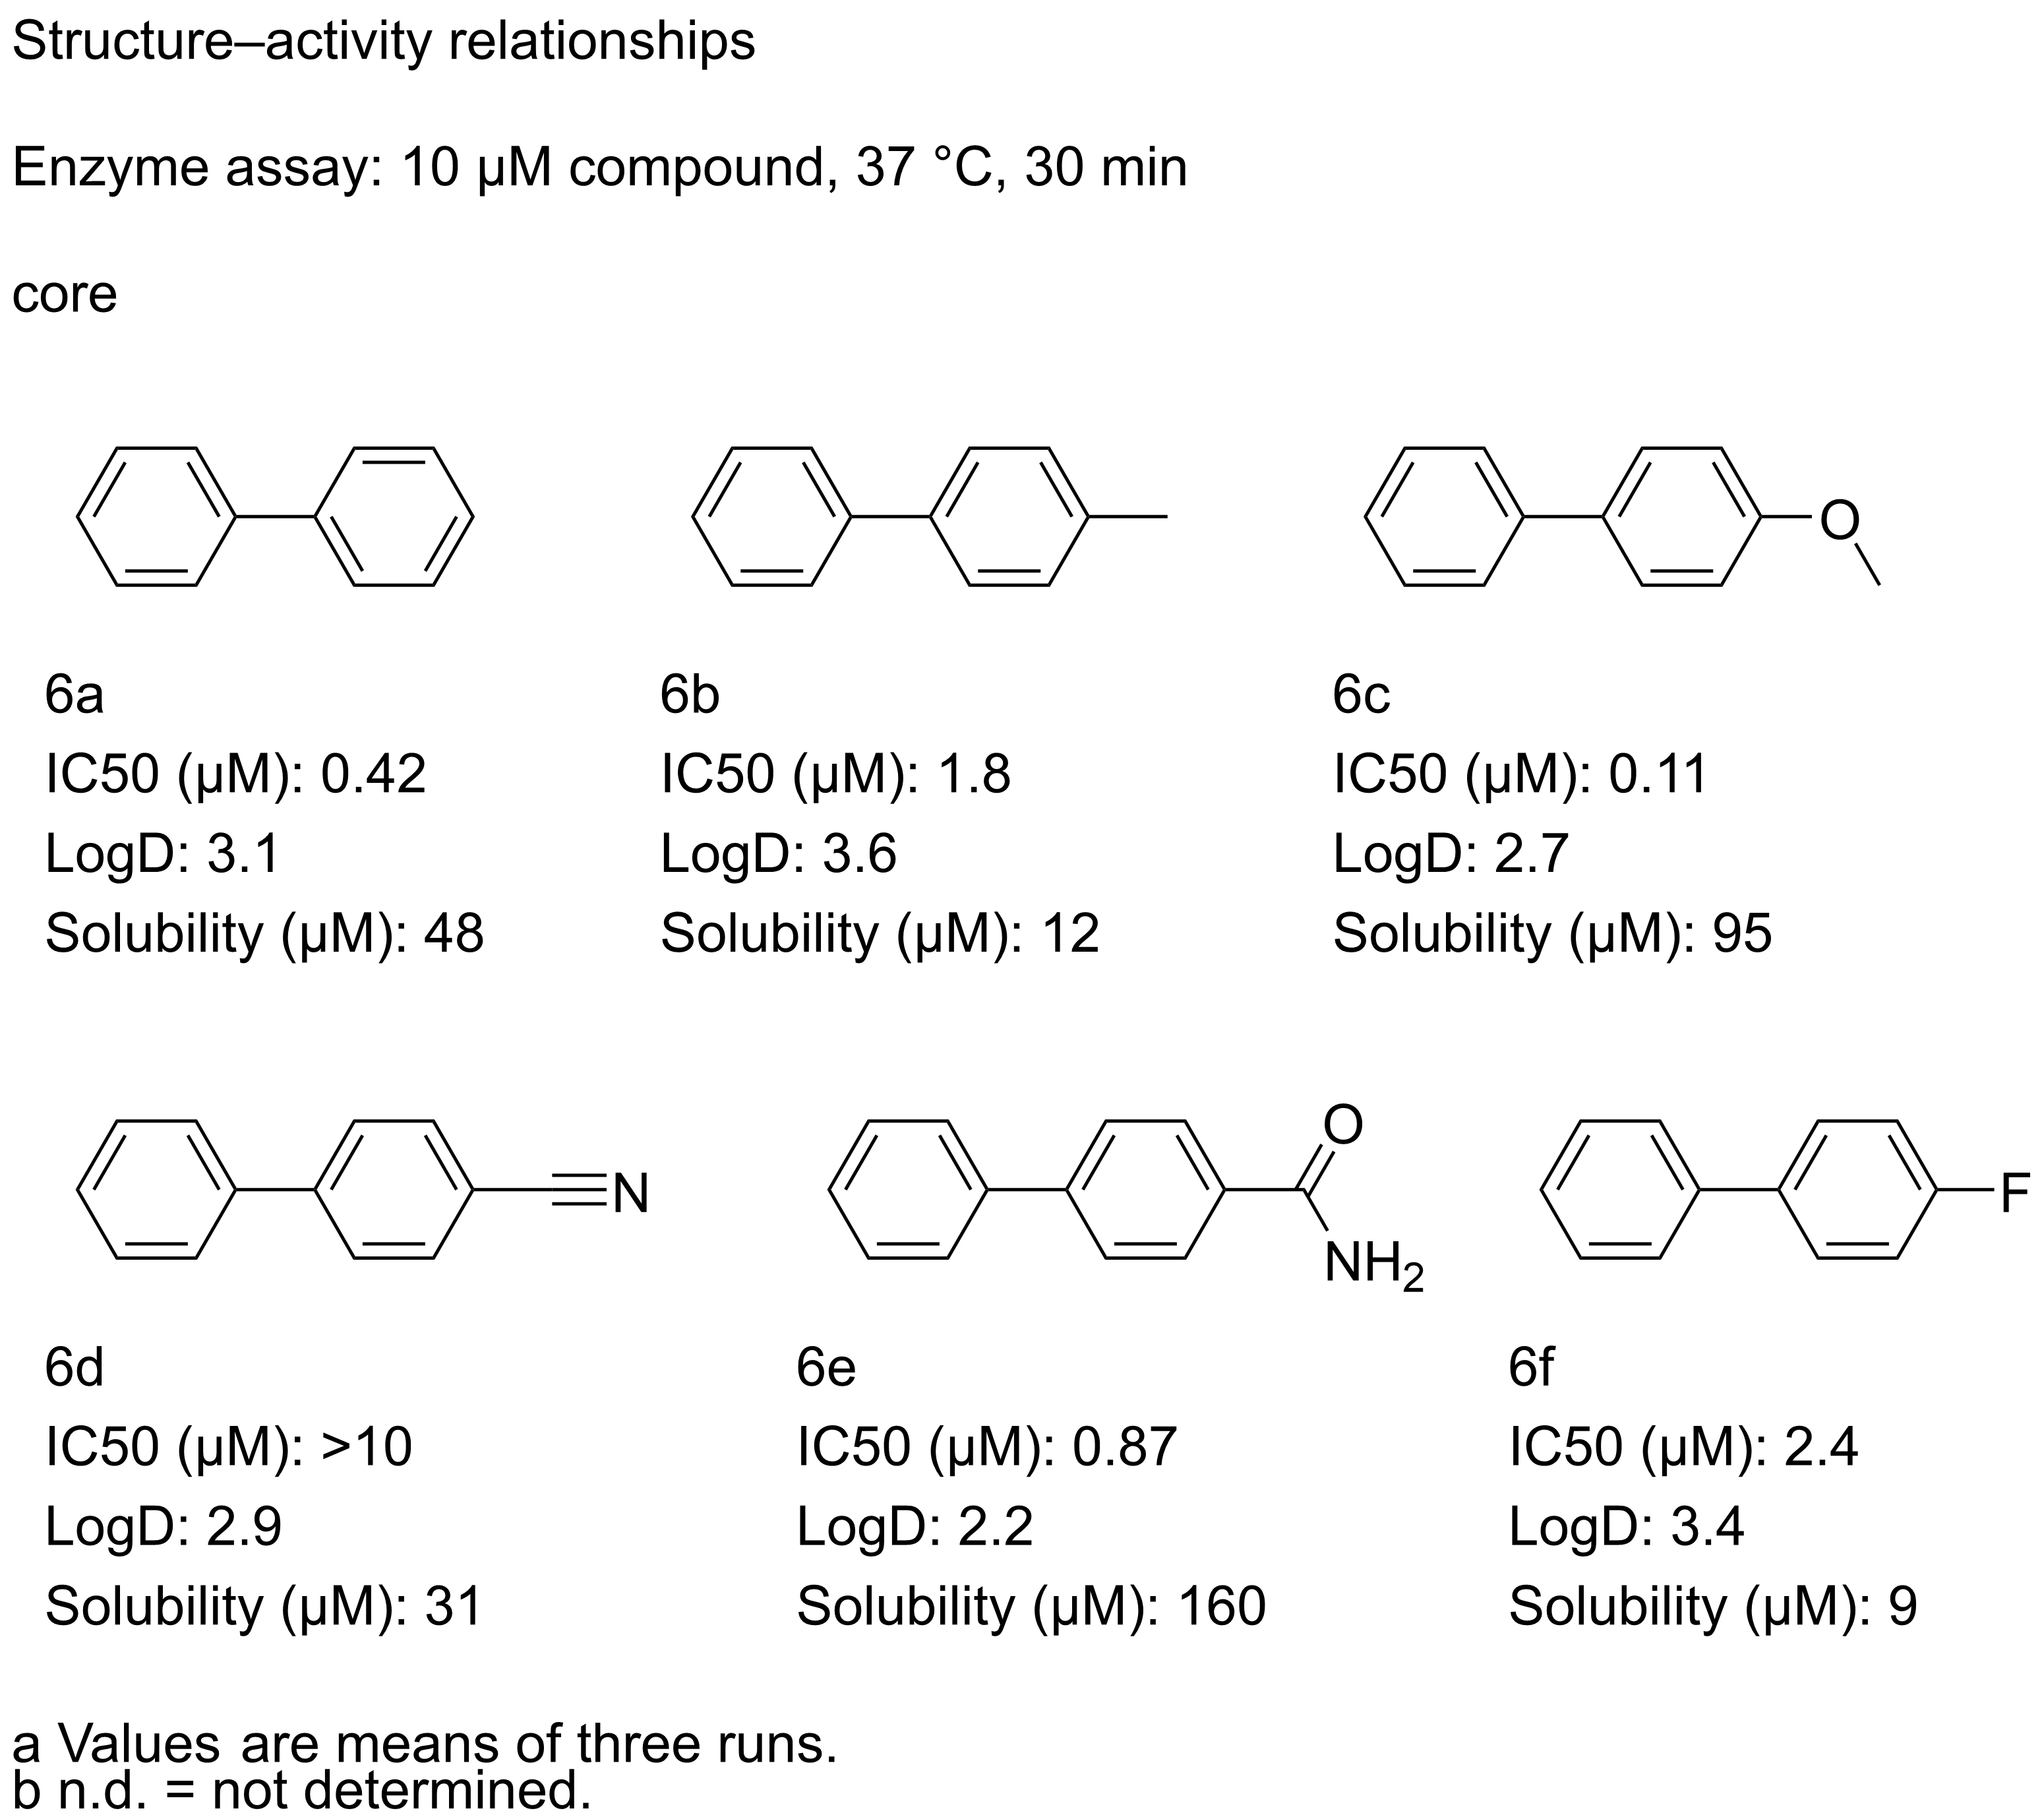 Structure–activity relationships
Enzyme assay: 10 µM compound, 37 °C, 30 min
core
O
6a
6b
6c
IC50 (µM): 0.42
IC50 (µM): 1.8
IC50 (µM): 0.11
LogD: 3.1
LogD: 3.6
LogD: 2.7
Solubility (µM): 48
Solubility (µM): 12
Solubility (µM): 95
N
O
NH2
F
6d
6e
6f
IC50 (µM): >10
IC50 (µM): 0.87
IC50 (µM): 2.4
LogD: 2.9
LogD: 2.2
LogD: 3.4
Solubility (µM): 31
Solubility (µM): 160
Solubility (µM): 9
a Values are means of three runs.
b n.d. = not determined.